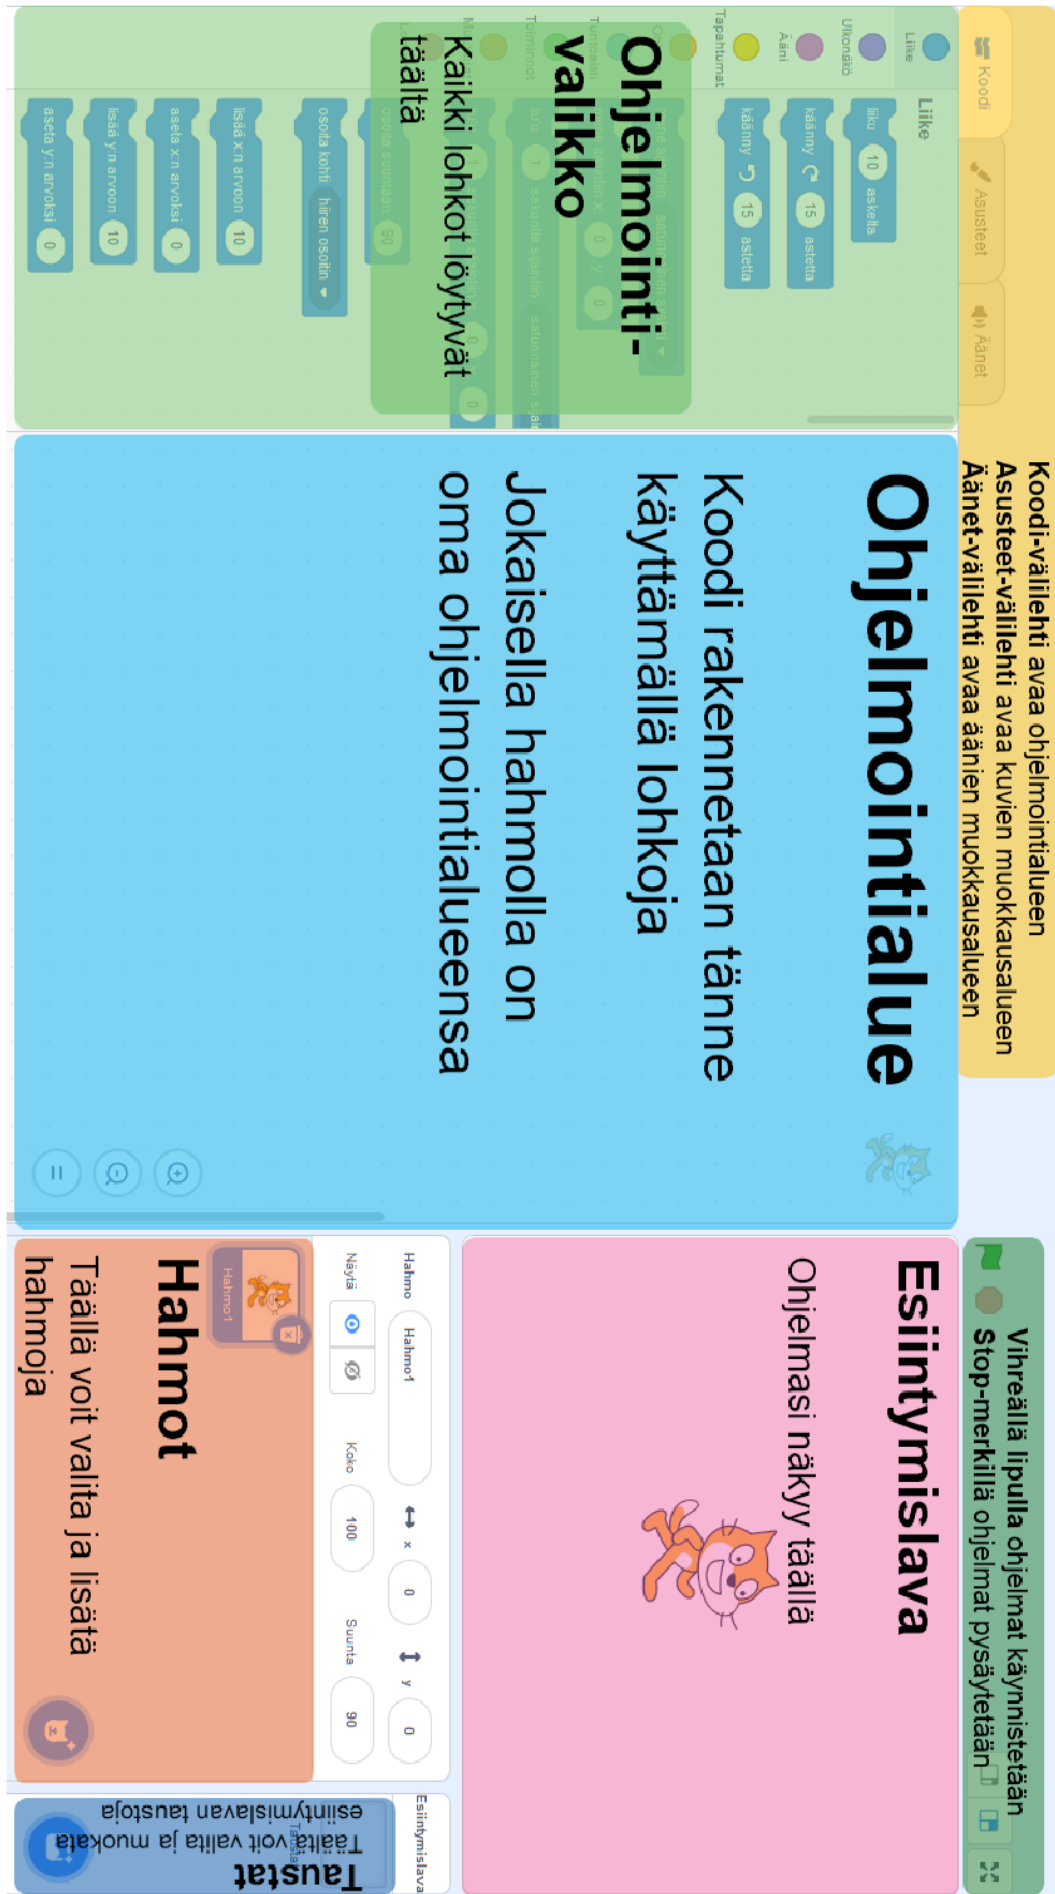 Koodi
Asusteet
Äänet
Koodi-välilehti avaa ohjelmointialueen
Asusteet-välilehti avaa kuvien muokkausalueen
Äänet-välilehti avaa äänien muokkausalueen
Vihreällä lipulla ohjelmat käynnistetään
Stop-merkillä ohjelmat pysäytetään
Liike
Ulkonäkö
Ääni
Tapahtumat
Tuntoaisti
Toiminnot
Liike
liku 10 askelta
käänny 15 astetta
käänny 15 astetta
Ohjelmointi-
valikko
Kaikki lohkot löytyvät
täältä
osoita suuntaan 90
osoita kohti hiiren osoitin
lisää x:n arvoon 10
aseta x:n arvoksi 0
lisää y:n arvoon 10
aseta y:n arvoksi 0
Ohjelmointialue
Koodi rakennetaan tänne
käyttämällä lohkoja
Jokaisella hahmolla on
oma ohjelmointialueensa
Esiintymislava
Ohjelmasi näkyy täällä
Hahmo Hahmo1 x 0 y 0
Näytä Koko 100 Suunta 90
Hahmo1
Hahmot
Täällä voit valita ja lisätä
hahmoja
Esiintymislava
Taustat
Täältä voit valita ja muokata
esiintymislavan taustoja